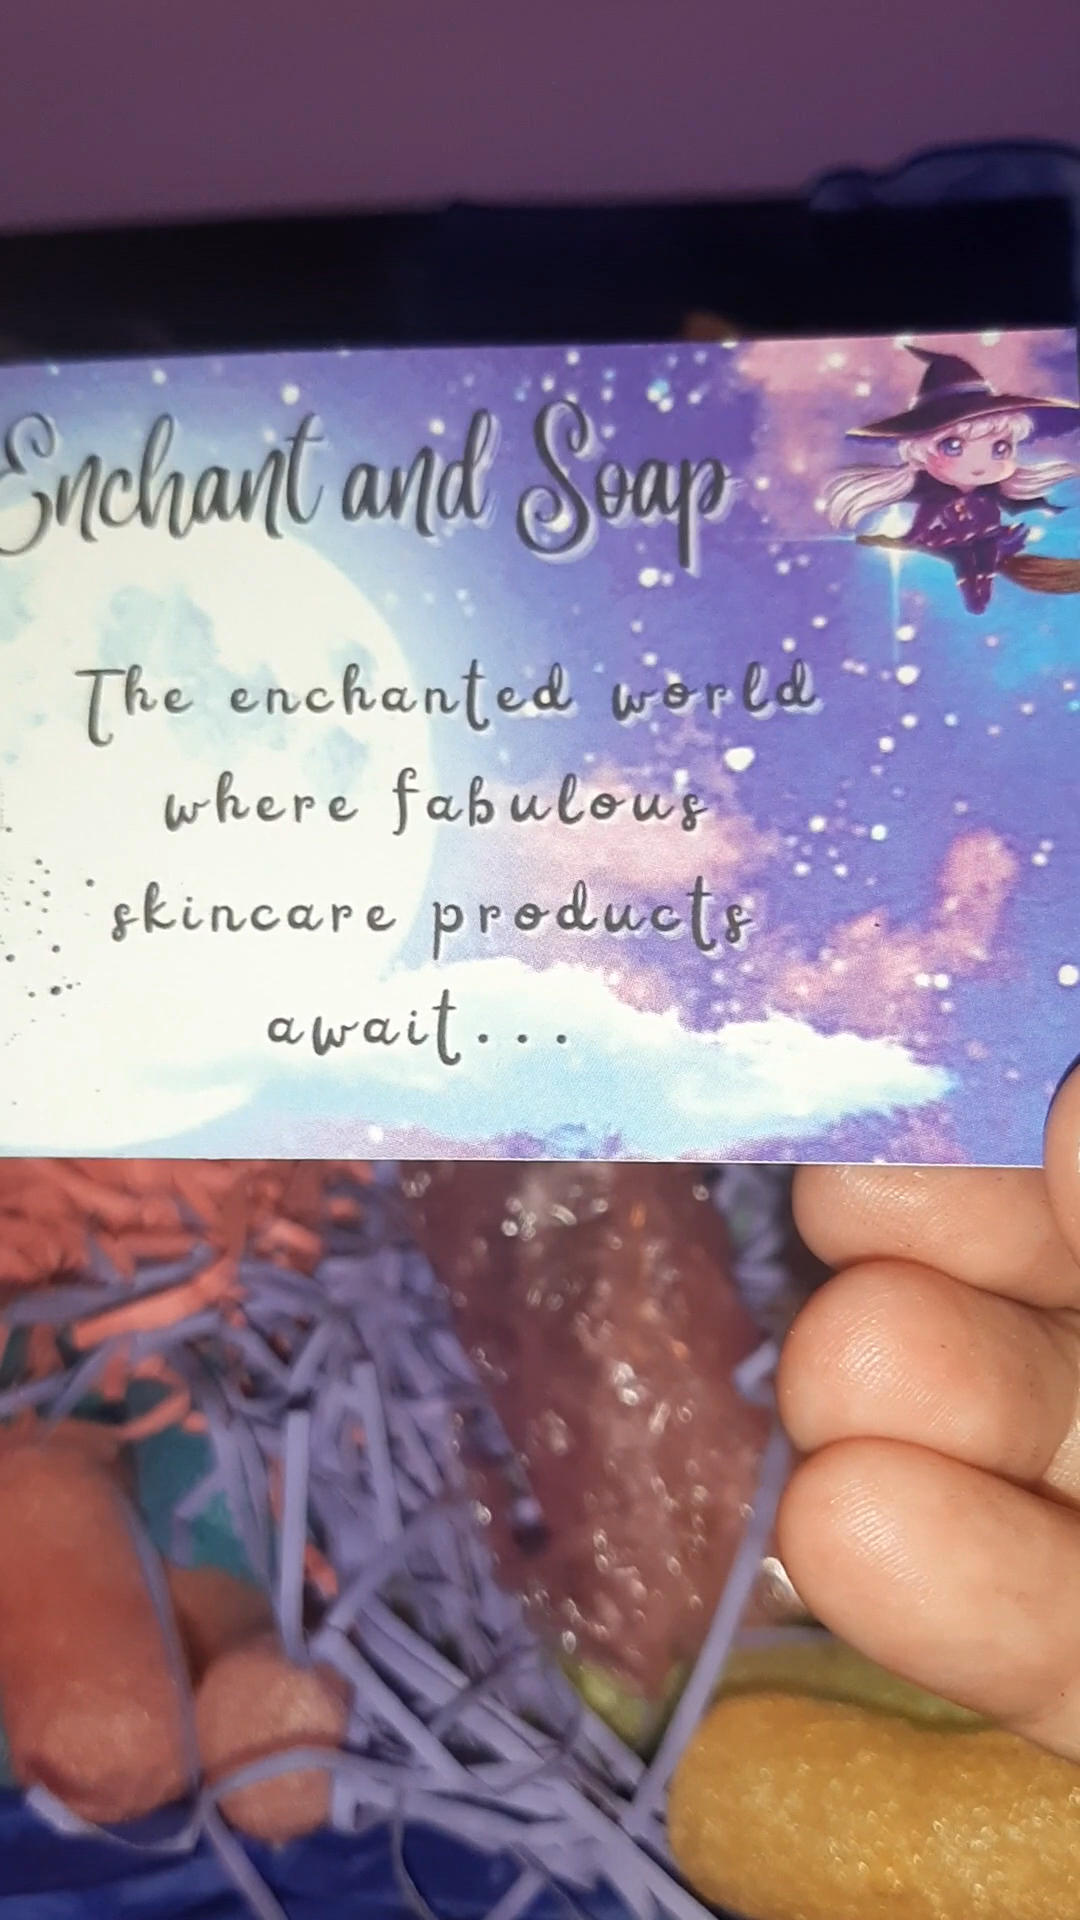 Enchant and Soap
The enchanted world
where fabulous
skincare products
await...